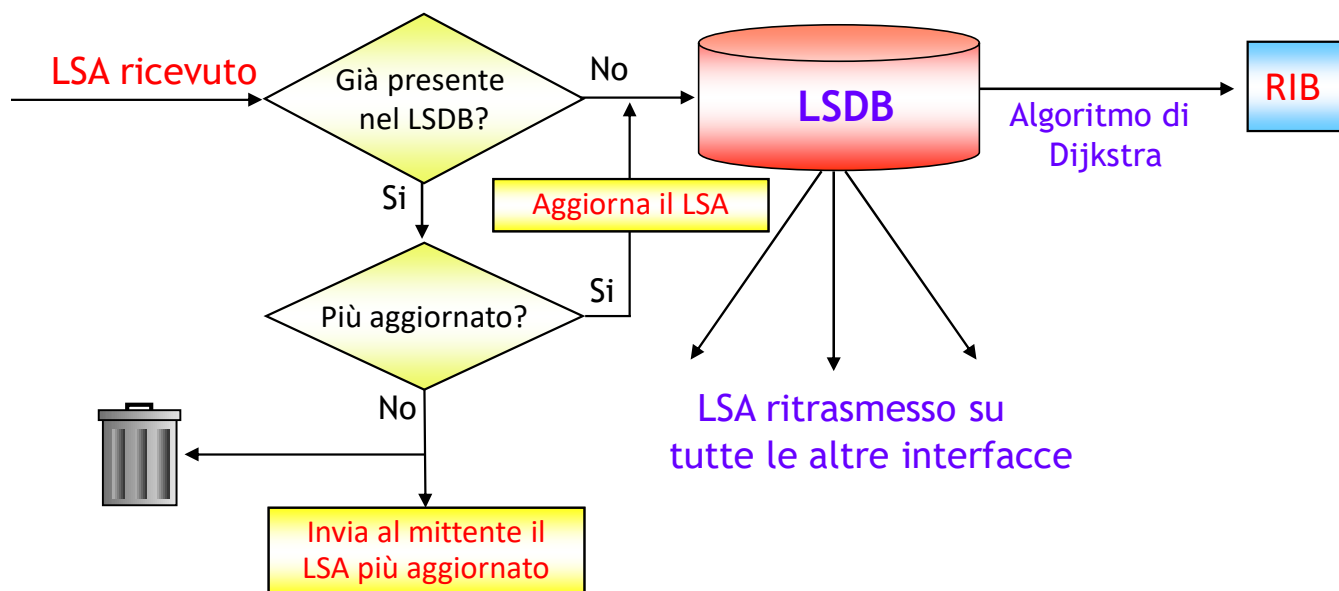 LSA ricevuto
Già presente
nel LSDB?
No
LSDB
Algoritmo di
Dijkstra
RIB
Si
Aggiorna il LSA
Più aggiornato?
Si
No
LSA ritrasmesso su
tutte le altre interfacce
Invia al mittente il
LSA più aggiornato